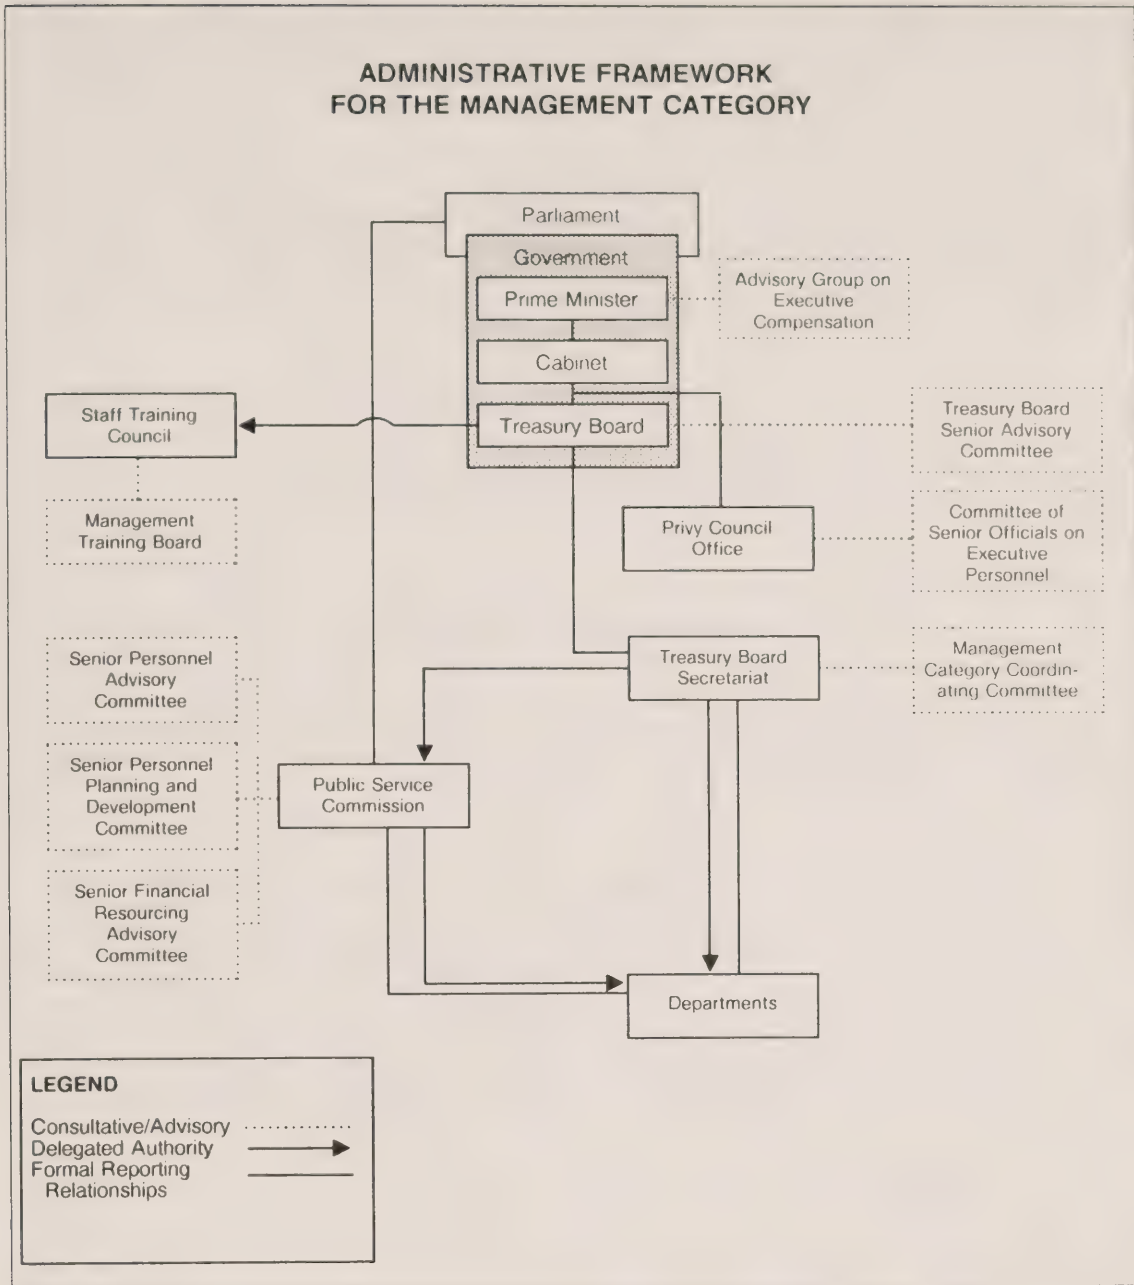 ADMINISTRATIVE FRAMEWORK
FOR THE MANAGEMENT CATEGORY
Parliament
Government
Prime Minister
Advisory Group on
Executive
Compensation
Cabinet
Staff Training
Council
Treasury Board
Treasury Board
Senior Advisory
Committee
Management
Training Board
Privy Council
Office
Committee of
Senior Officials on
Executive
Personnel
Senior Personnel
Advisory
Committee
Treasury Board
Secretariat
Management
Category Coordin-
ating Committee
Senior Personnel
Planning and
Development
Committee
Public Service
Commission
Senior Financial
Resourcing
Advisory
Committee
Departments
LEGEND
Consultative/Advisory
Delegated Authority
Formal Reporting
Relationships